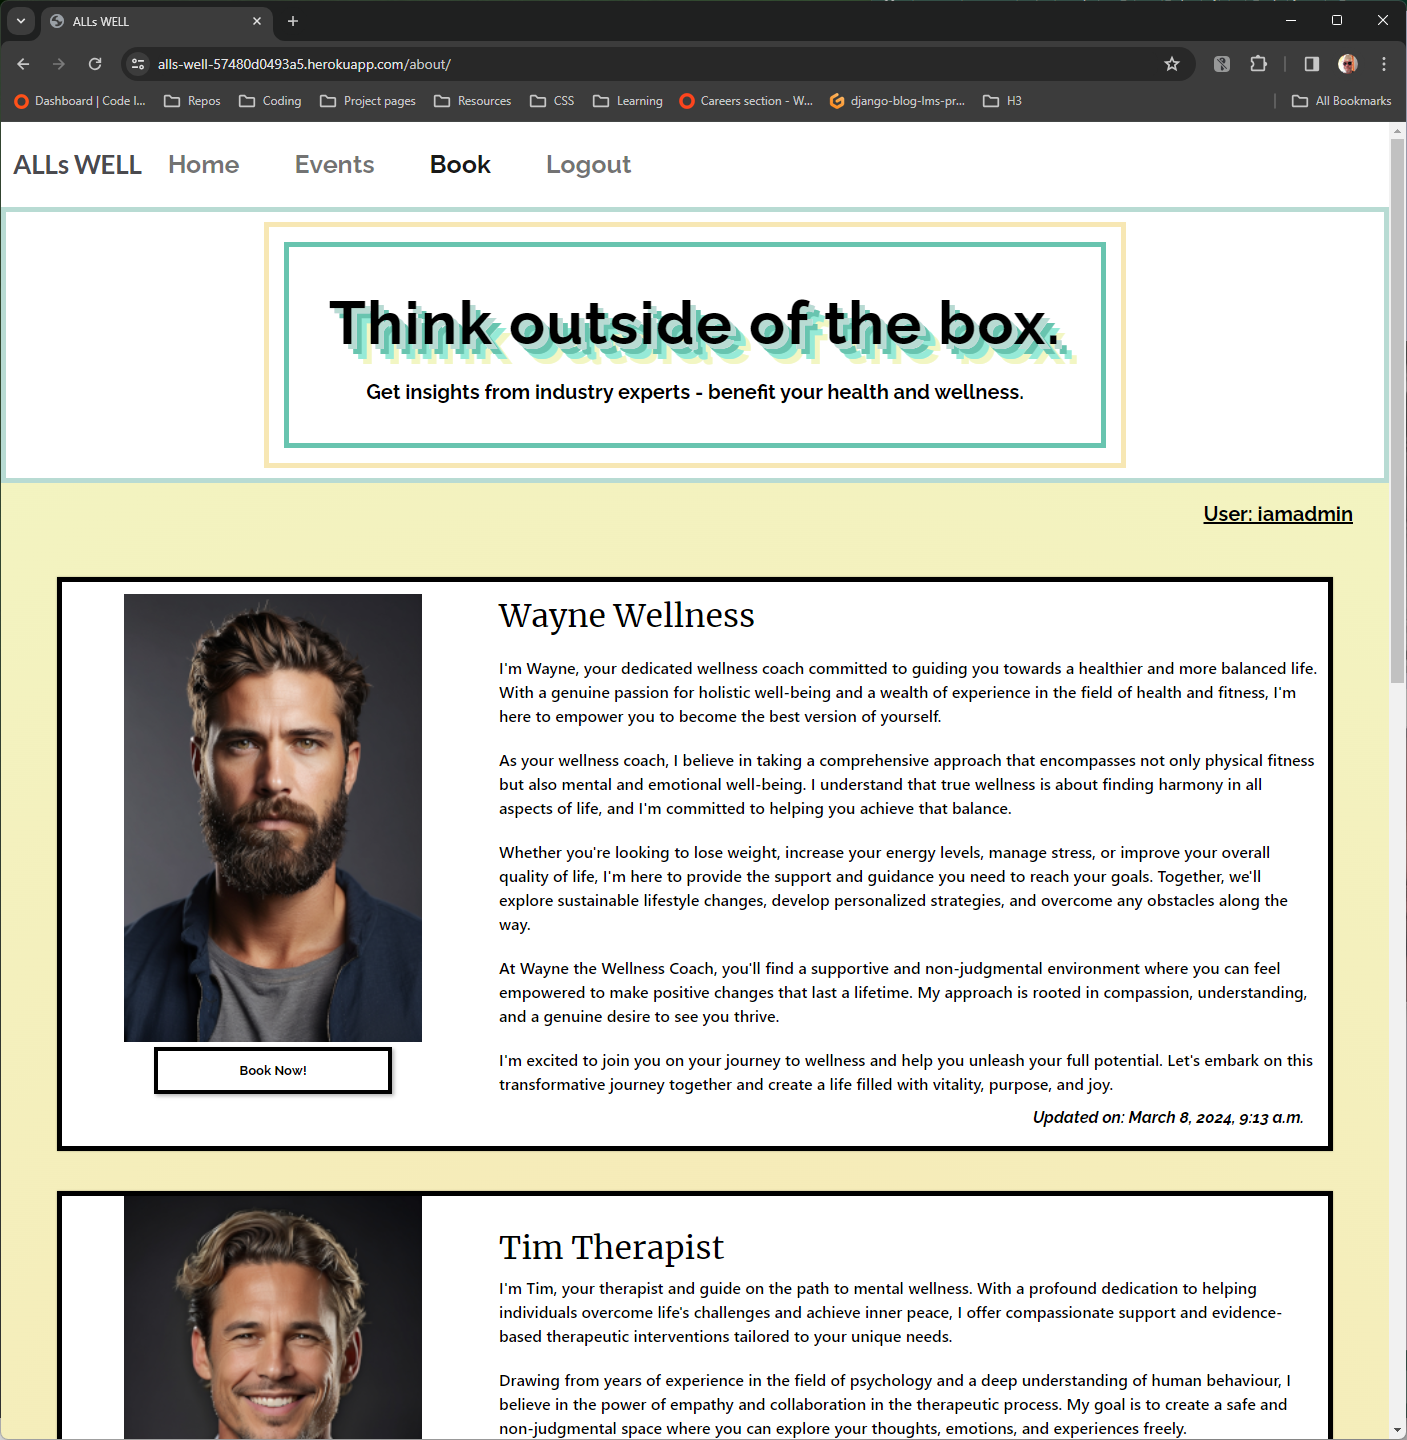 ALLs WELL
alls-well-57480d0493a5.herokuapp.com/about/
Dashboard | Code I... Repos Coding Project pages Resources CSS Learning Careers section - W... django-blog-lms-pr... H3 All Bookmarks
ALLs WELL Home Events Book Logout
Think outside of the box.
Get insights from industry experts - benefit your health and wellness.
User: iamadmin
Wayne Wellness
I'm Wayne, your dedicated wellness coach committed to guiding you towards a healthier and more balanced life.
With a genuine passion for holistic well-being and a wealth of experience in the field of health and fitness, I'm
here to empower you to become the best version of yourself.
As your wellness coach, I believe in taking a comprehensive approach that encompasses not only physical fitness
but also mental and emotional well-being. I understand that true wellness is about finding harmony in all
aspects of life, and I'm committed to helping you achieve that balance.
Whether you're looking to lose weight, increase your energy levels, manage stress, or improve your overall
quality of life, I'm here to provide the support and guidance you need to reach your goals. Together, we'll
explore sustainable lifestyle changes, develop personalized strategies, and overcome any obstacles along the
way.
At Wayne the Wellness Coach, you'll find a supportive and non-judgmental environment where you can feel
empowered to make positive changes that last a lifetime. My approach is rooted in compassion, understanding,
and a genuine desire to see you thrive.
I'm excited to join you on your journey to wellness and help you unleash your full potential. Let's embark on this
transformative journey together and create a life filled with vitality, purpose, and joy.
Book Now!
Updated on: March 8, 2024, 9:13 a.m.
Tim Therapist
I'm Tim, your therapist and guide on the path to mental wellness. With a profound dedication to helping
individuals overcome life's challenges and achieve inner peace, I offer compassionate support and evidence-
based therapeutic interventions tailored to your unique needs.
Drawing from years of experience in the field of psychology and a deep understanding of human behaviour, I
believe in the power of empathy and collaboration in the therapeutic process. My goal is to create a safe and
non-judgmental space where you can explore your thoughts, emotions, and experiences freely.